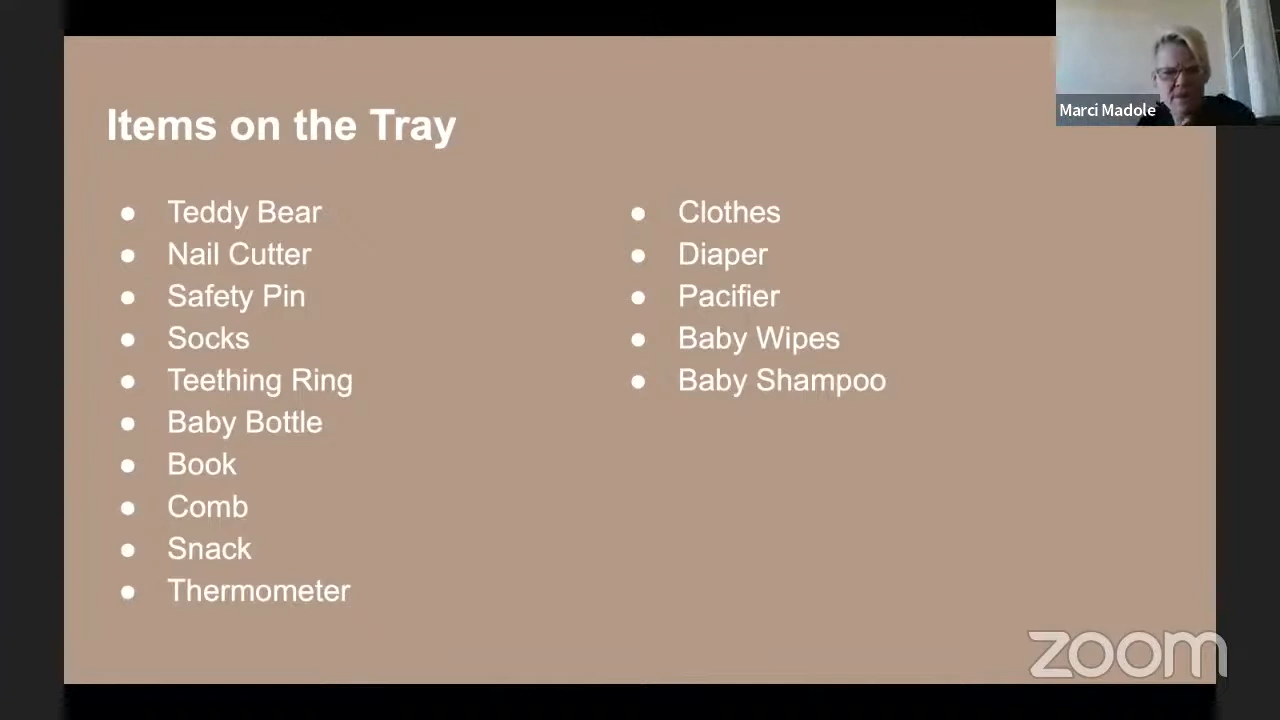 Marci Madole
Items on the Tray
Teddy Bear
Nail Cutter
Safety Pin
Socks
Teething Ring
Baby Bottle
Book
Comb
Snack
Thermometer
Clothes
Diaper
Pacifier
Baby Wipes
Baby Shampoo
zoom